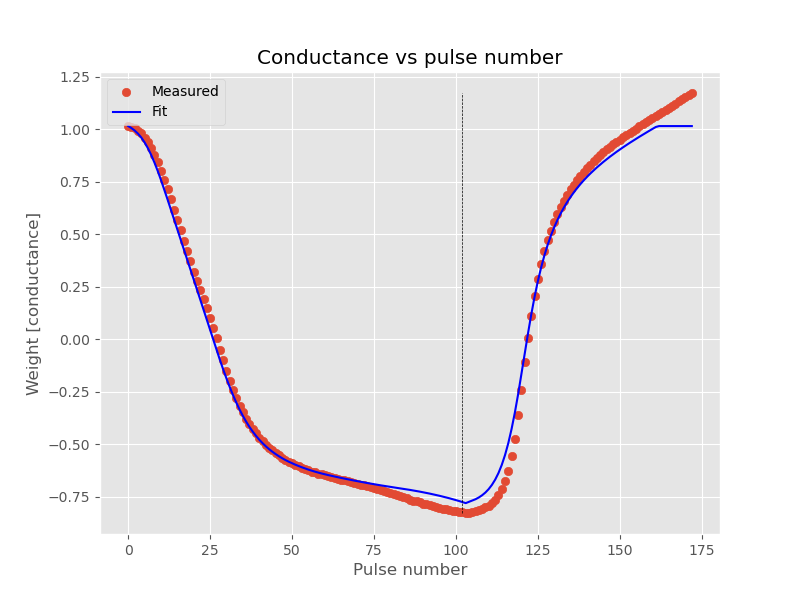 Conductance vs pulse number
Measured
Fit
1.25
1.00
0.75
0.50
0.25
0.00
−0.25
−0.50
−0.75
Weight [conductance]
0 25 50 75 100 125 150 175
Pulse number